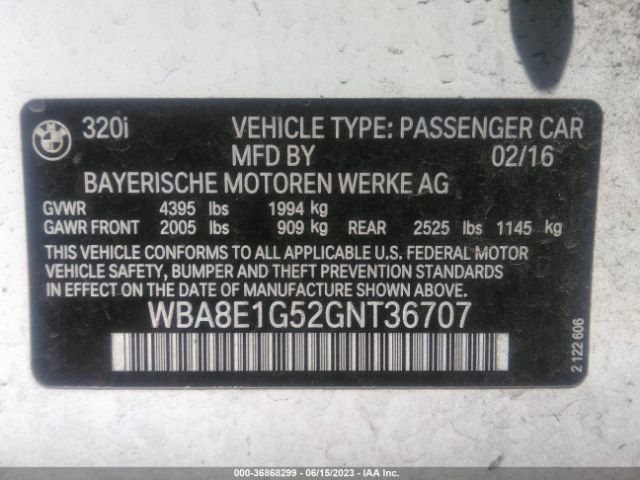 BMW 320i VEHICLE TYPE: PASSENGER CAR
MFD BY 02/16
BAYERISCHE MOTOREN WERKE AG
GVWR 4395 lbs 1994 kg
GAWR FRONT 2005 lbs 909 kg REAR 2525 lbs 1145 kg
THIS VEHICLE CONFORMS TO ALL APPLICABLE U.S. FEDERAL MOTOR
VEHICLE SAFETY, BUMPER AND THEFT PREVENTION STANDARDS
IN EFFECT ON THE DATE OF MANUFACTURE SHOWN ABOVE.
WBA8E1G52GNT36707
2 122 606
000-36868299 - 06/15/2023 - IAA Inc.